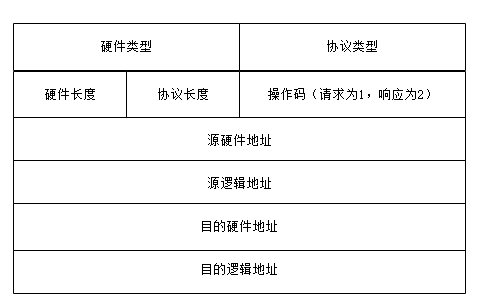 硬件类型
协议类型
硬件长度
协议长度
操作码（请求为1，响应为2）
源硬件地址
源逻辑地址
目的硬件地址
目的逻辑地址